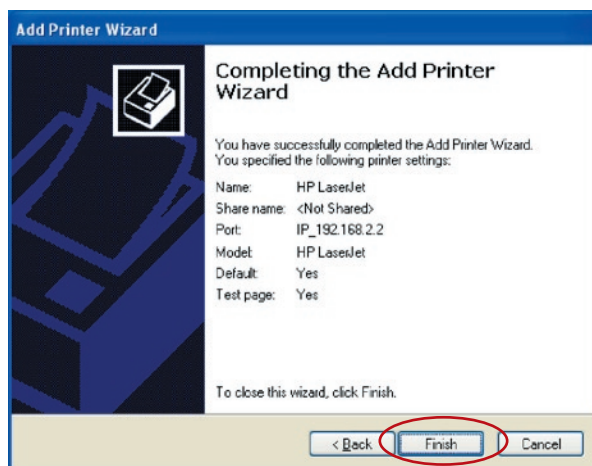 Add Printer Wizard
Completing the Add Printer
Wizard
You have successfully completed the Add Printer Wizard.
You specified the following printer settings:
Name: HP LaserJet
Share name: <Not Shared>
Port: IP_192.168.2.2
Model: HP LaserJet
Default: Yes
Test page: Yes
To close this wizard, click Finish.
< Back Finish Cancel